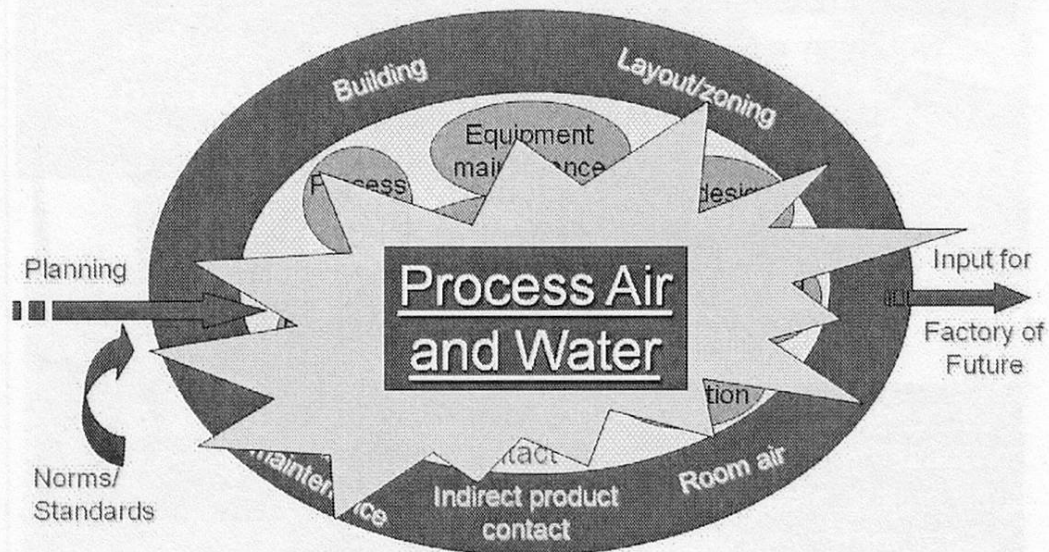 Building
Layout/zoning
Equipment
Planning
Process Air
and Water
Input for
Factory of
Future
Norms/
Standards
Room air
Indirect product
contact